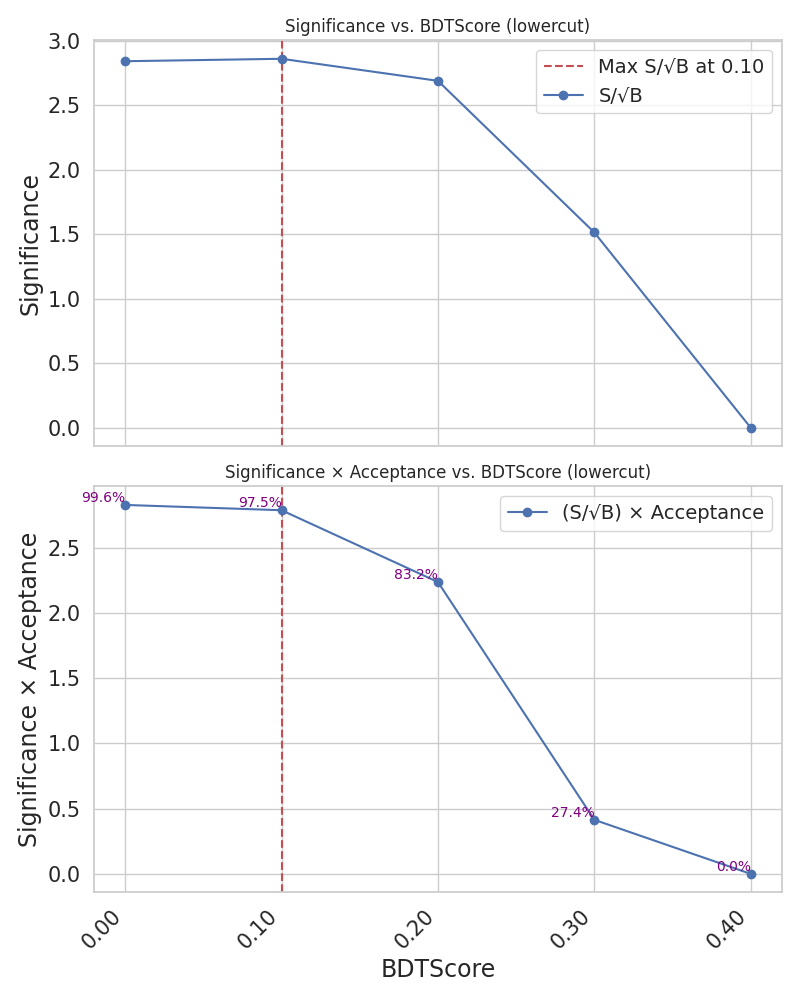 Significance vs. BDTScore (lowercut)
Significance
3.0
2.5
2.0
1.5
1.0
0.5
0.0
Max S/√B at 0.10
S/√B
Significance × Acceptance vs. BDTScore (lowercut)
Significance × Acceptance
2.5
2.0
1.5
1.0
0.5
0.0
(S/√B) × Acceptance
99.6%
97.5%
83.2%
27.4%
0.0%
0.00
0.10
0.20
0.30
0.40
BDTScore